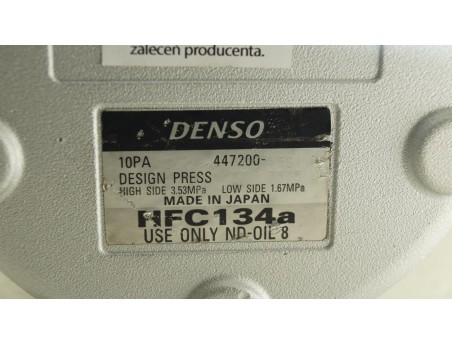 zaleceń producenta.
DENSO
10PA 447200-
DESIGN PRESS
HIGH SIDE 3.53MPa LOW SIDE 1.67MPa
MADE IN JAPAN
HFC134a
USE ONLY ND-OIL 8